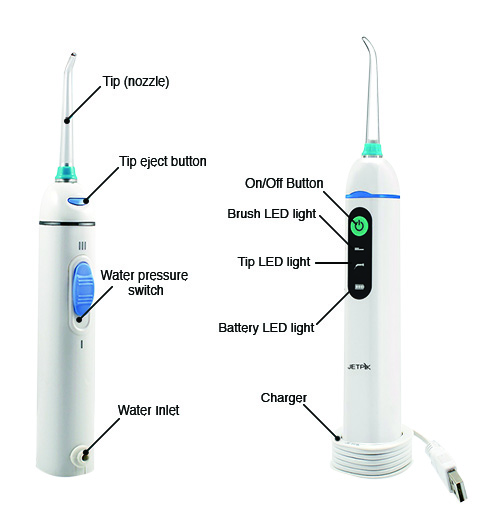 Tip (nozzle)
Tip eject button
III
Water pressure
switch
I
Water Inlet
On/Off Button
Brush LED light
Tip LED light
Battery LED light
JETPIK
Charger